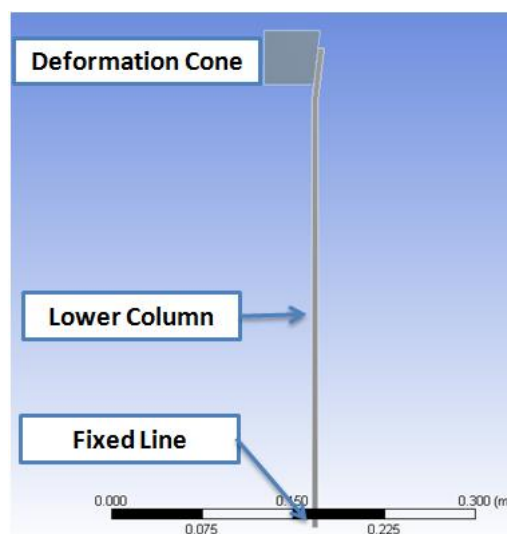 Deformation Cone
Lower Column
Fixed Line
0.000 0.150 0.300 (m
0.075 0.225